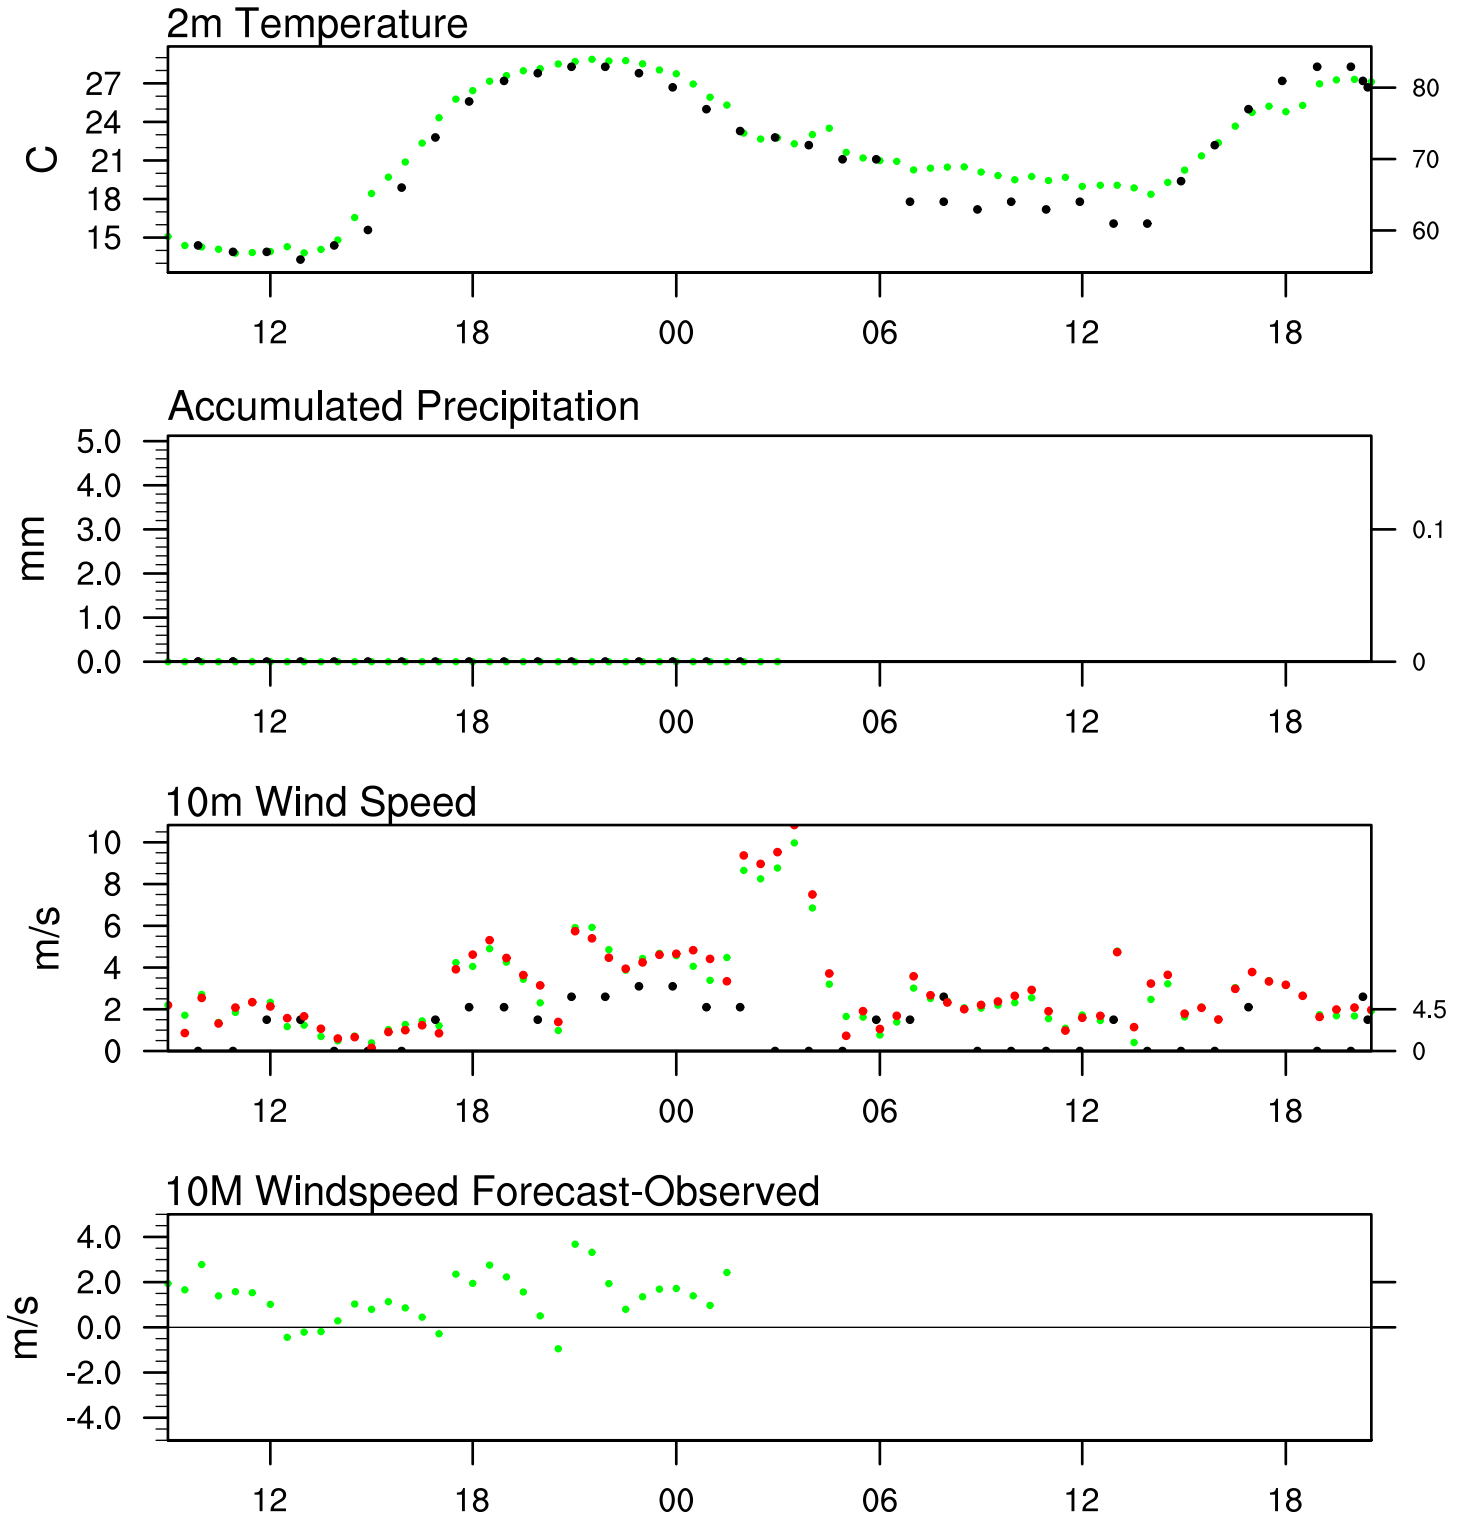 2m Temperature
27
24
21
18
15
C
80
70
60
12 18 00 06 12 18
Accumulated Precipitation
5.0
4.0
3.0
2.0
1.0
0.0
mm
0.1
0
12 18 00 06 12 18
10m Wind Speed
10
8
6
4
2
0
m/s
4.5
0
12 18 00 06 12 18
10M Windspeed Forecast-Observed
4.0
2.0
0.0
-2.0
-4.0
m/s
12 18 00 06 12 18